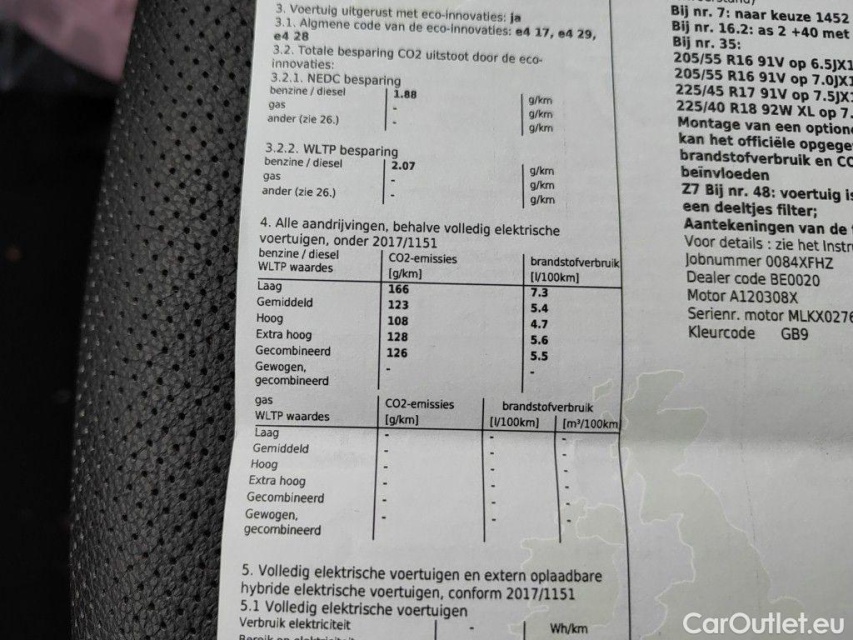 3. Voertuig uitgerust met eco-innovaties: ja
3.1. Algmene code van de eco-innovaties: e4 17, e4 29,
e4 28
3.2. Totale besparing CO2 uitstoot door de eco-
innovaties:
3.2.1. NEDC besparing
benzine / diesel 1.88 g/km
gas - g/km
ander (zie 26.) - g/km
3.2.2. WLTP besparing
benzine / diesel 2.07 g/km
gas - g/km
ander (zie 26.) - g/km
4. Alle aandrijvingen, behalve volledig elektrische
voertuigen, onder 2017/1151
benzine / diesel CO2-emissies brandstofverbruik
WLTP waardes [g/km] [l/100km]
Laag 166 7.3
Gemiddeld 123 5.4
Hoog 108 4.7
Extra hoog 128 5.6
Gecombineerd 126 5.5
Gewogen, - -
gecombineerd
gas CO2-emissies brandstofverbruik
WLTP waardes [g/km] [l/100km] [m³/100km
Laag - - -
Gemiddeld - - -
Hoog - - -
Extra hoog - - -
Gecombineerd - - -
Gewogen, - - -
gecombineerd
5. Volledig elektrische voertuigen en extern oplaadbare
hybride elektrische voertuigen, conform 2017/1151
5.1 Volledig elektrische voertuigen
Verbruik elektriciteit - Wh/km
Bij nr. 7: naar keuze 1452
Bij nr. 16.2: as 2 +40 met
Bij nr. 35:
205/55 R16 91V op 6.5JX1
205/55 R16 91V op 7.0JX1
225/45 R17 91V op 7.5JX1
225/40 R18 92W XL op 7.
Montage van een option
kan het officiële opgege
brandstofverbruik en CO
beïnvloeden
Z7 Bij nr. 48: voertuig is
een deeltjes filter;
Aantekeningen van de
Voor details : zie het Instr
Jobnummer 0084XFHZ
Dealer code BE0020
Motor A120308X
Serienr. motor MLKX0276
Kleurcode GB9
CarOutlet.eu